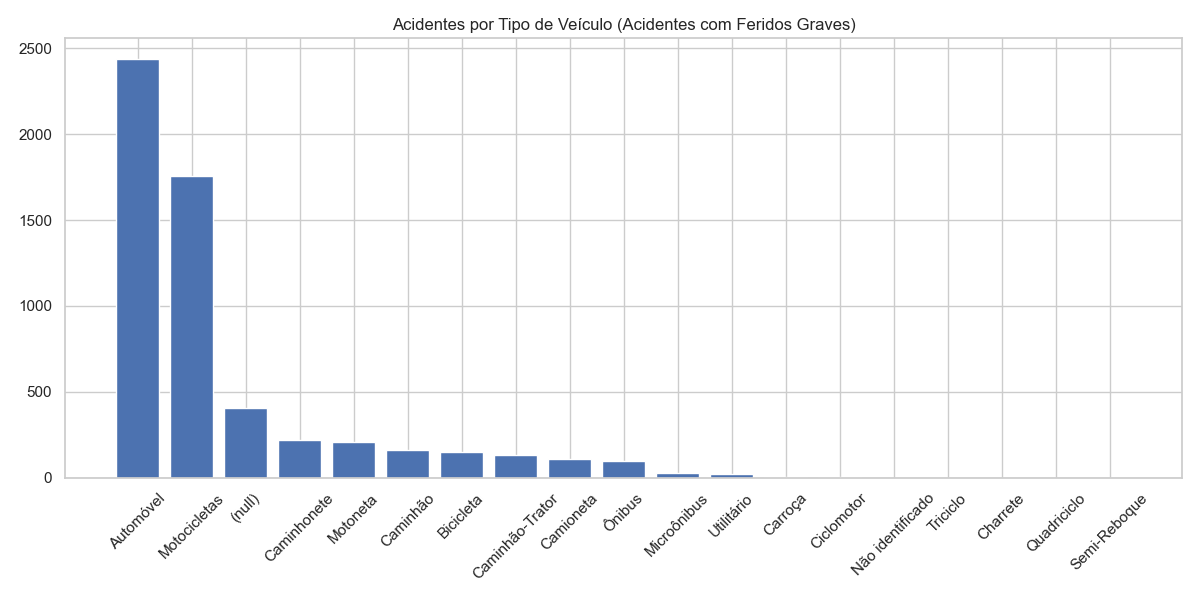 Acidentes por Tipo de Veículo (Acidentes com Feridos Graves)
2500
2000
1500
1000
500
0
Automóvel
Motocicletas
(null)
Caminhonete
Motoneta
Caminhão
Bicicleta
Caminhão-Trator
Camioneta
Ônibus
Microônibus
Utilitário
Carroça
Ciclomotor
Não identificado
Triciclo
Charrete
Quadriciclo
Semi-Reboque